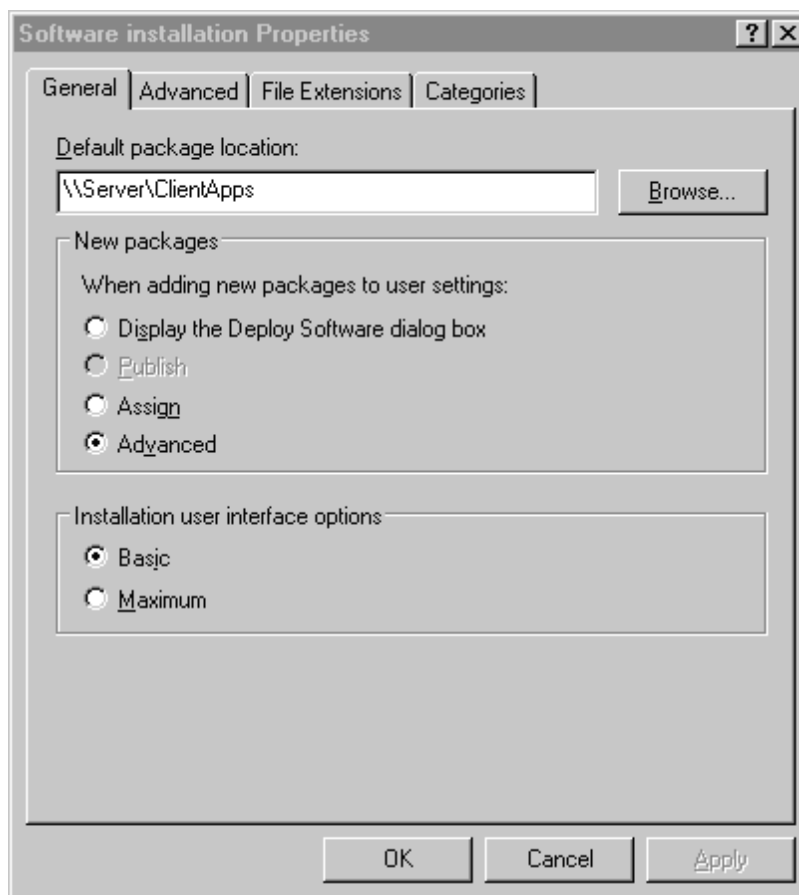 Software installation Properties
General Advanced File Extensions Categories
Default package location:
\\Server\ClientApps Browse...
New packages
When adding new packages to user settings:
Display the Deploy Software dialog box
Publish
Assign
Advanced
Installation user interface options
Basic
Maximum
OK Cancel Apply